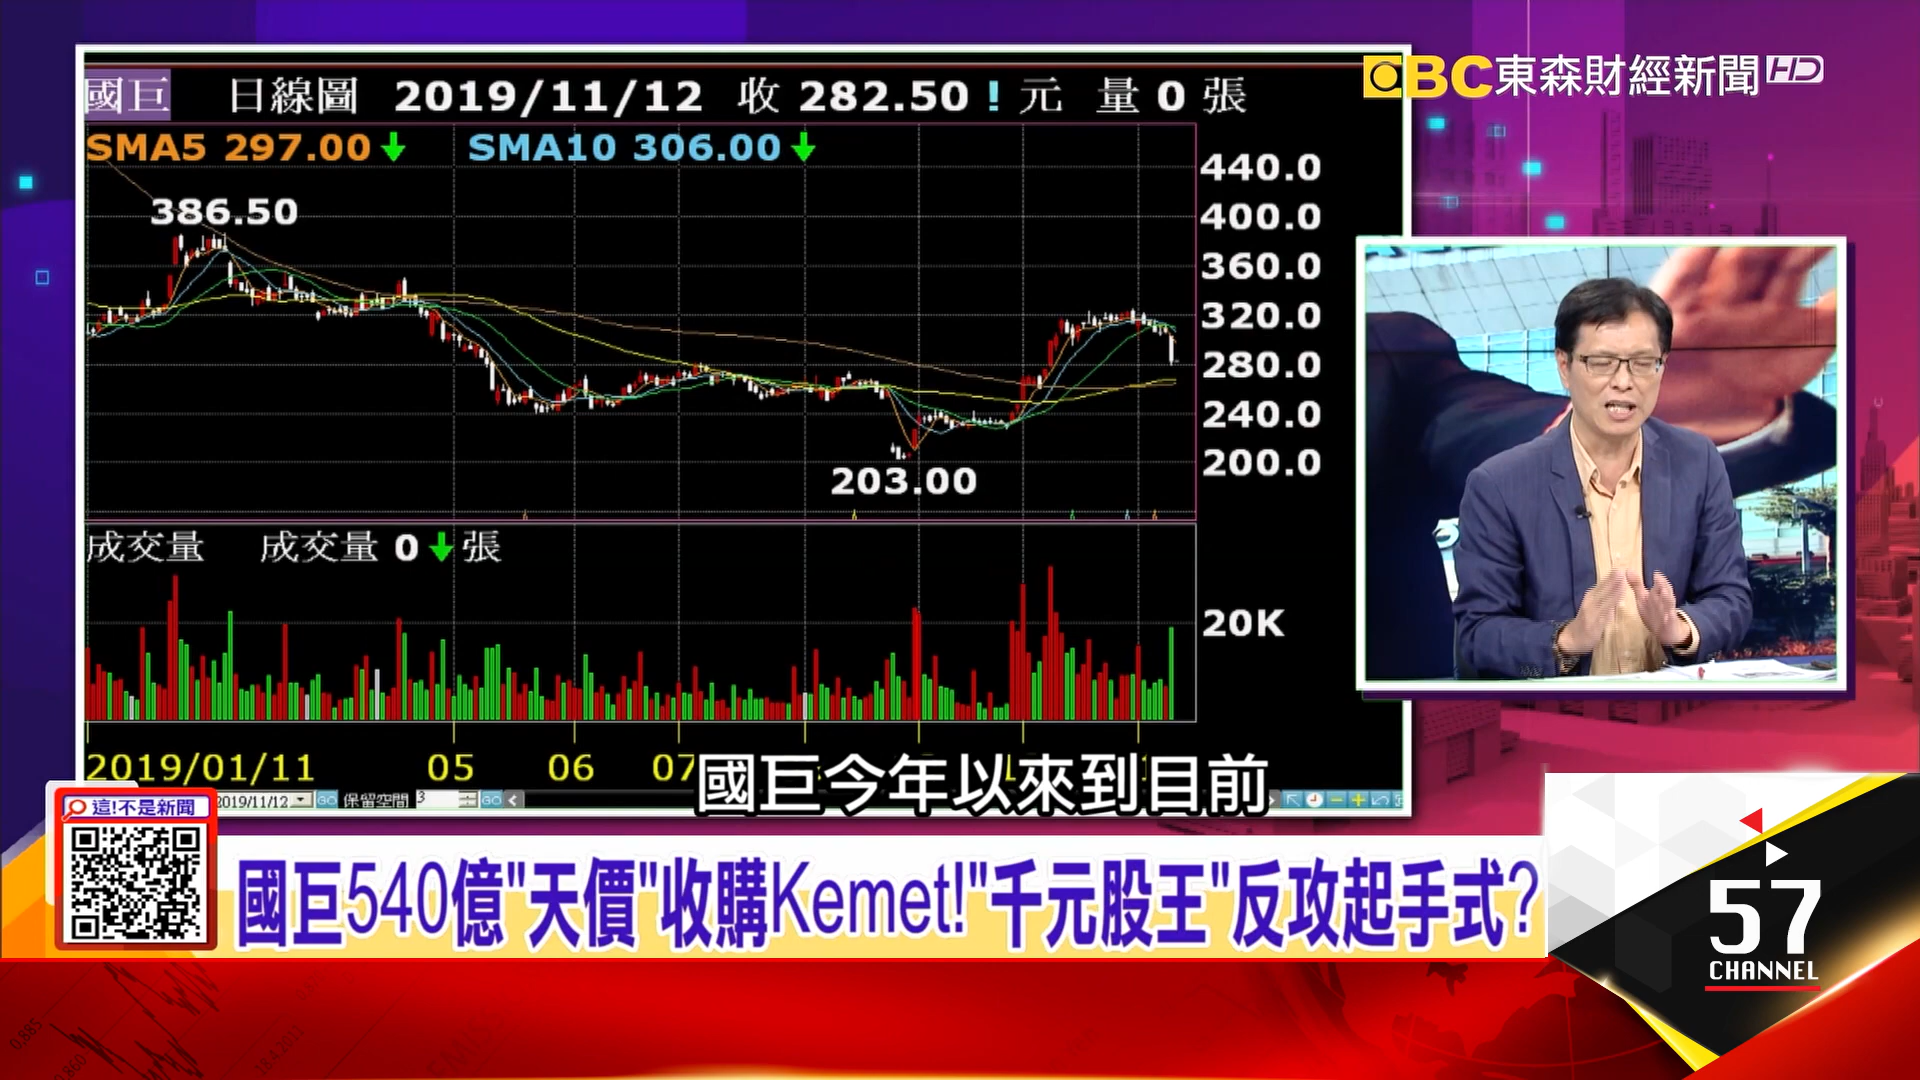 EBC東森財經新聞HD
國巨 日線圖 2019/11/12 收 282.50 ! 元 量 0 張
SMA5 297.00 SMA10 306.00
440.0
400.0
360.0
320.0
280.0
240.0
200.0
386.50
203.00
成交量 成交量 0 張
20K
2019/01/11 05 06 07
2019/11/12 GO 保留空間 3 GO
國巨今年以來到目前
這!不是新聞
國巨540億"天價"收購Kemet!"千元股王"反攻起手式?
57
CHANNEL